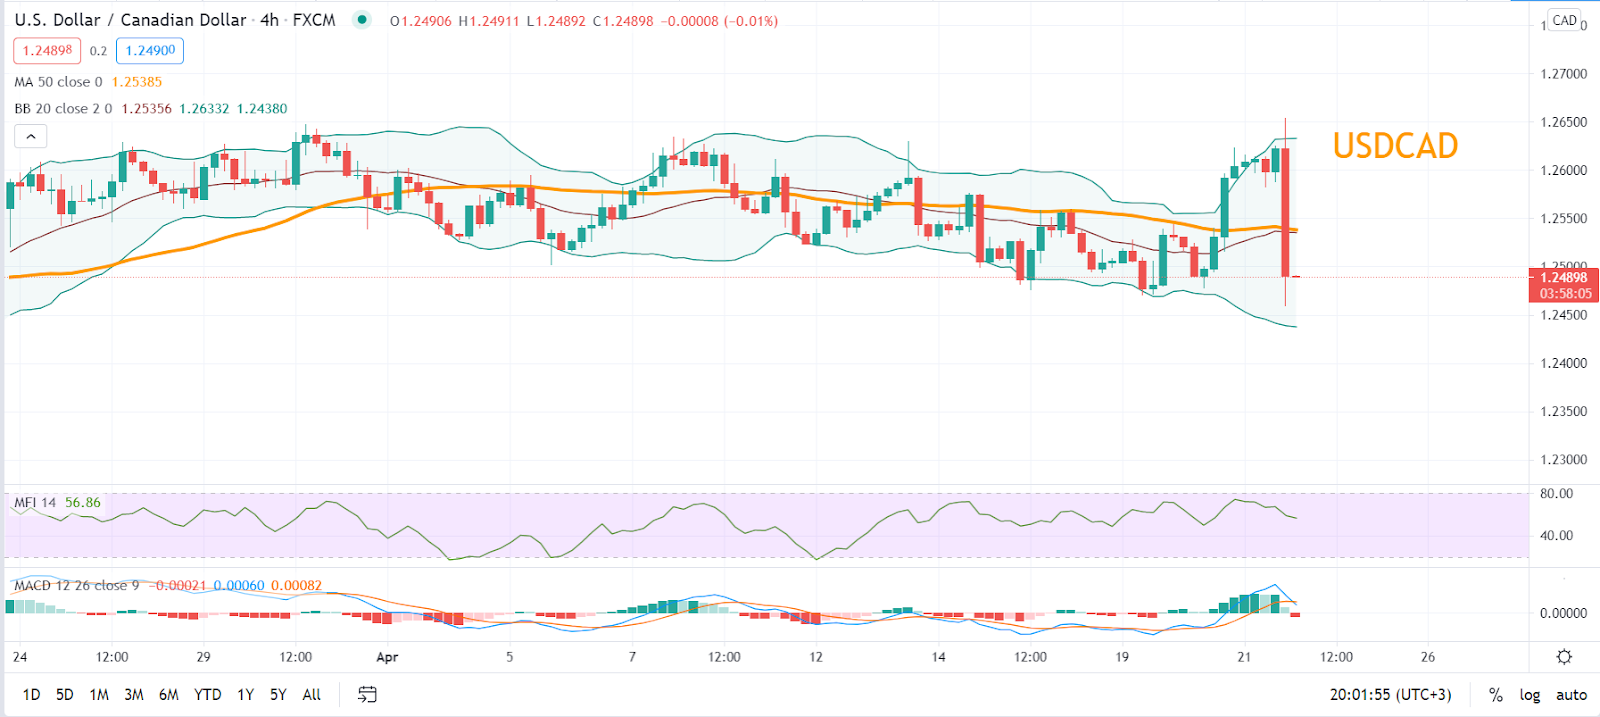 U.S. Dollar / Canadian Dollar · 4h · FXCM O1.24906 H1.24911 L1.24892 C1.24898 −0.00008 (−0.01%)
1.24898 0.2 1.24900
MA 50 close 0 1.25385
BB 20 close 2 0 1.25356 1.26332 1.24380
USDCAD
CAD
1.27000
1.26500
1.26000
1.25500
1.25000
1.24898
03:58:05
1.24500
1.24000
1.23500
1.23000
MFI 14 56.86
80.00
40.00
MACD 12 26 close 9 −0.00021 0.00060 0.00082
0.00000
24 12:00 29 12:00 Apr 5 7 12:00 12 14 12:00 19 21 12:00 26
1D 5D 1M 3M 6M YTD 1Y 5Y All 20:01:55 (UTC+3) % log auto